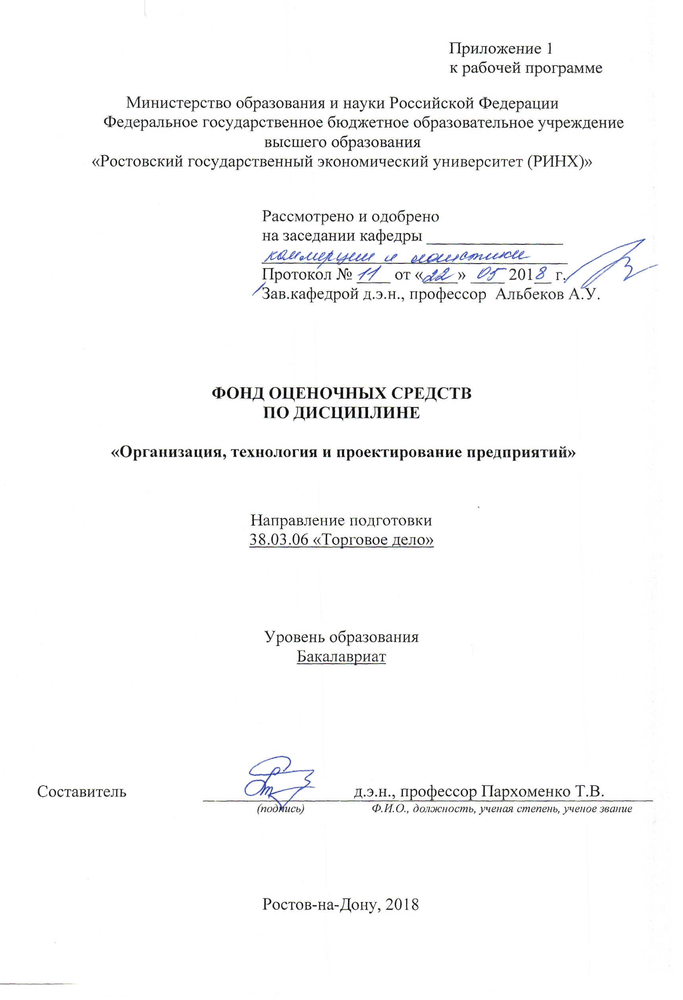 Приложение 1
к рабочей программе
Министерство образования и науки Российской Федерации
Федеральное государственное бюджетное образовательное учреждение
высшего образования
«Ростовский государственный экономический университет (РИНХ)»
Рассмотрено и одобрено
на заседании кафедры
коммерции и логистики
Протокол № 11 от «22» 05 2018 г.
Зав.кафедрой д.э.н., профессор Альбеков А.У.
ФОНД ОЦЕНОЧНЫХ СРЕДСТВ
ПО ДИСЦИПЛИНЕ
«Организация, технология и проектирование предприятий»
Направление подготовки
38.03.06 «Торговое дело»
Уровень образования
Бакалавриат
Составитель д.э.н., профессор Пархоменко Т.В.
(подпись) Ф.И.О., должность, ученая степень, ученое звание
Ростов-на-Дону, 2018